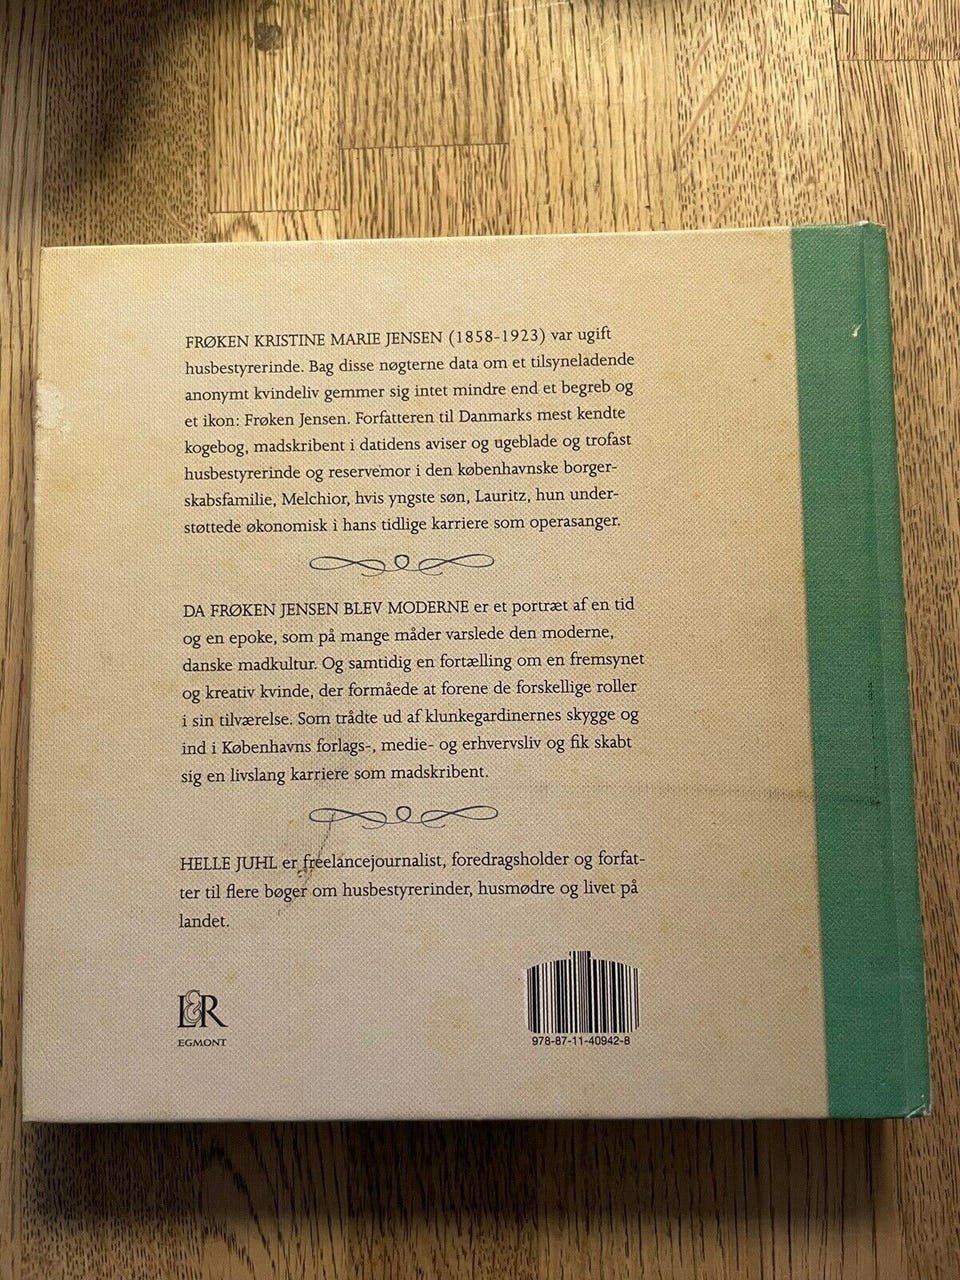 FRØKEN KRISTINE MARIE JENSEN (1858-1923) var ugift
husbestyrerinde. Bag disse nøgterne data om et tilsyneladende
anonymt kvindeliv gemmer sig intet mindre end et begreb og
et ikon: Frøken Jensen. Forfatteren til Danmarks mest kendte
kogebog, madskribent i datidens aviser og ugeblade og trofast
husbestyrerinde og reservemor i den københavnske borger-
skabsfamilie, Melchior, hvis yngste søn, Lauritz, hun under-
støttede økonomisk i hans tidlige karriere som operasanger.
DA FRØKEN JENSEN BLEV MODERNE er et portræt af en tid
og en epoke, som på mange måder varslede den moderne,
danske madkultur. Og samtidig en fortælling om en fremsynet
og kreativ kvinde, der formåede at forene de forskellige roller
i sin tilværelse. Som trådte ud af klunkegardinernes skygge og
ind i Københavns forlags-, medie- og erhvervsliv og fik skabt
sig en livslang karriere som madskribent.
HELLE JUHL er freelancejournalist, foredragsholder og forfat-
ter til flere bøger om husbestyrerinder, husmødre og livet på
landet.
L&R
EGMONT
978-87-11-40942-8